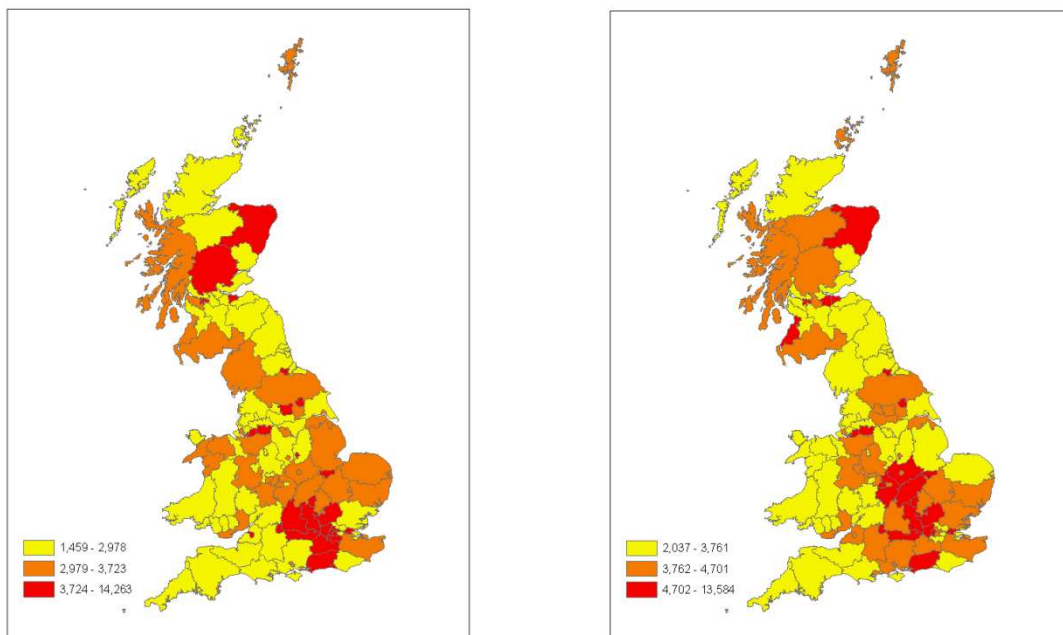 1,459 - 2,978
2,979 - 3,723
3,724 - 14,263
2,037 - 3,761
3,762 - 4,701
4,702 - 13,584